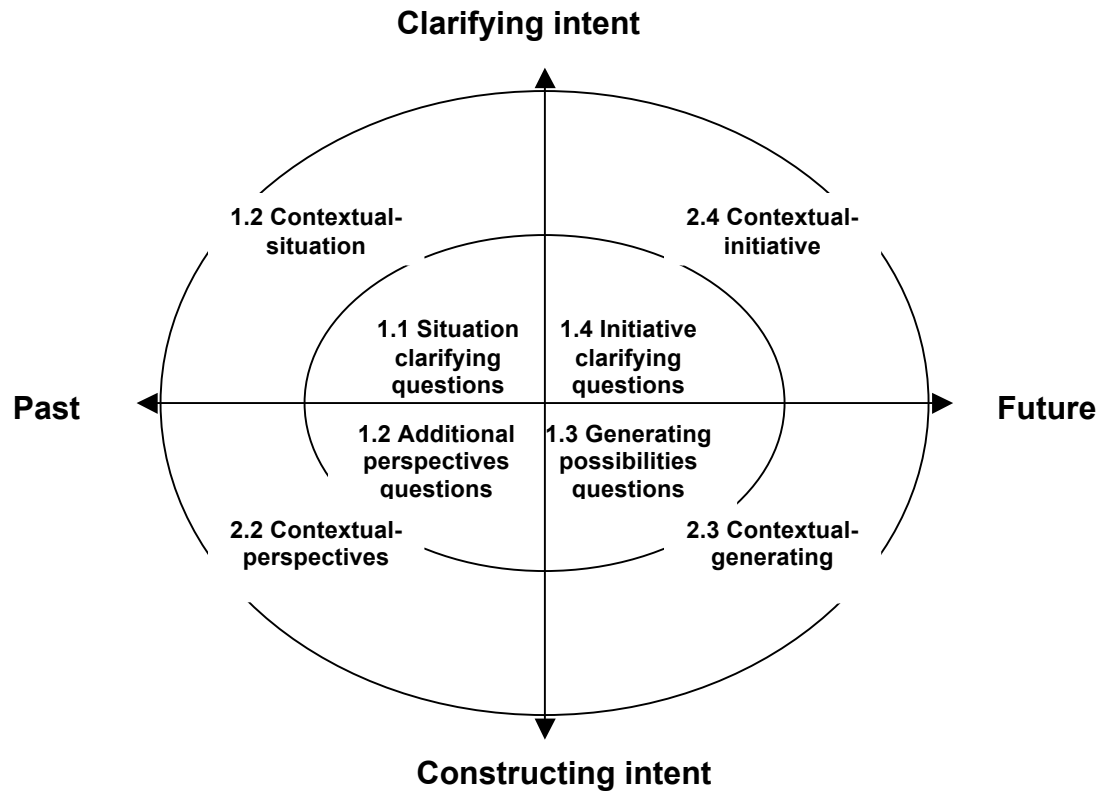 Clarifying intent
1.2 Contextual-
situation
2.4 Contextual-
initiative
1.1 Situation
clarifying
questions
1.4 Initiative
clarifying
questions
Past
Future
1.2 Additional
perspectives
questions
1.3 Generating
possibilities
questions
2.2 Contextual-
perspectives
2.3 Contextual-
generating
Constructing intent